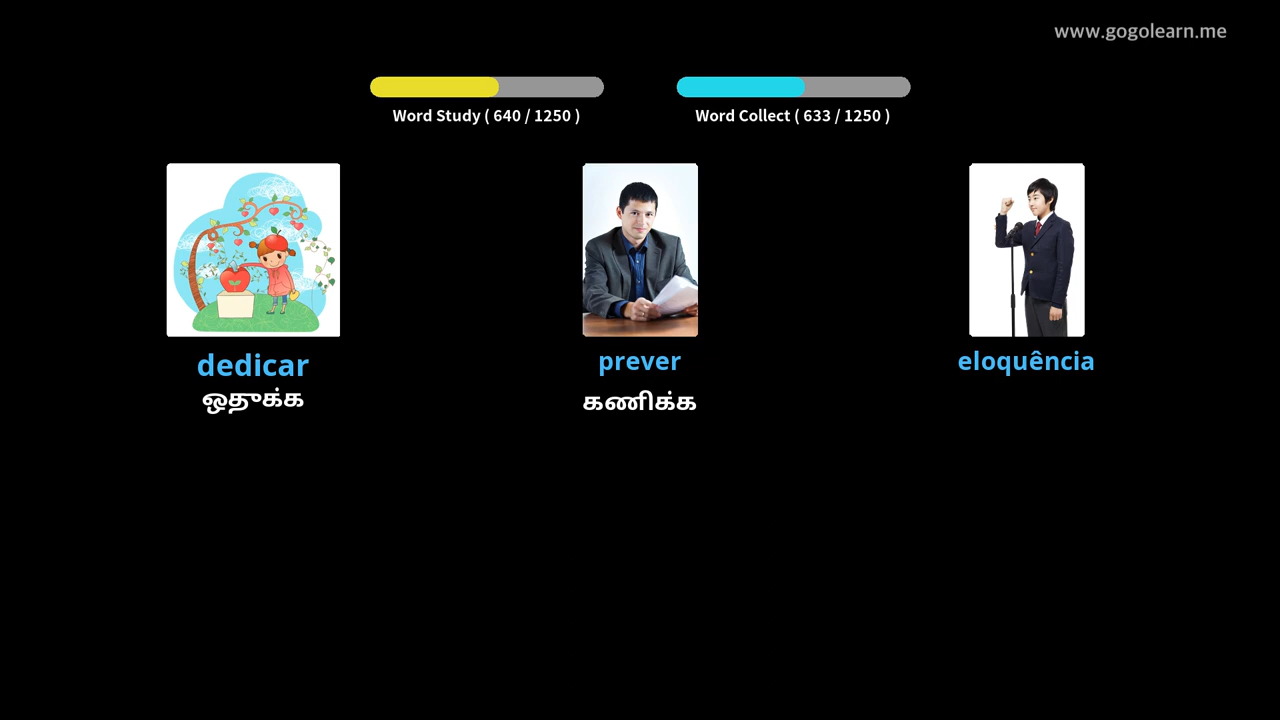 www.gogolearn.me
Word Study ( 640 / 1250 )
Word Collect ( 633 / 1250 )
dedicar
ஒதுக்க
prever
கணிக்க
eloquência